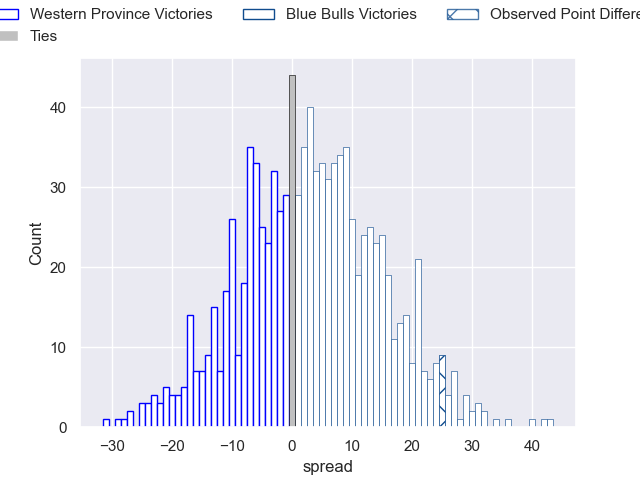 Western Province Victories
Blue Bulls Victories
Observed Point Differe
Ties
40
30
20
10
0
Count
−30 −20 −10 0 10 20 30 40
spread